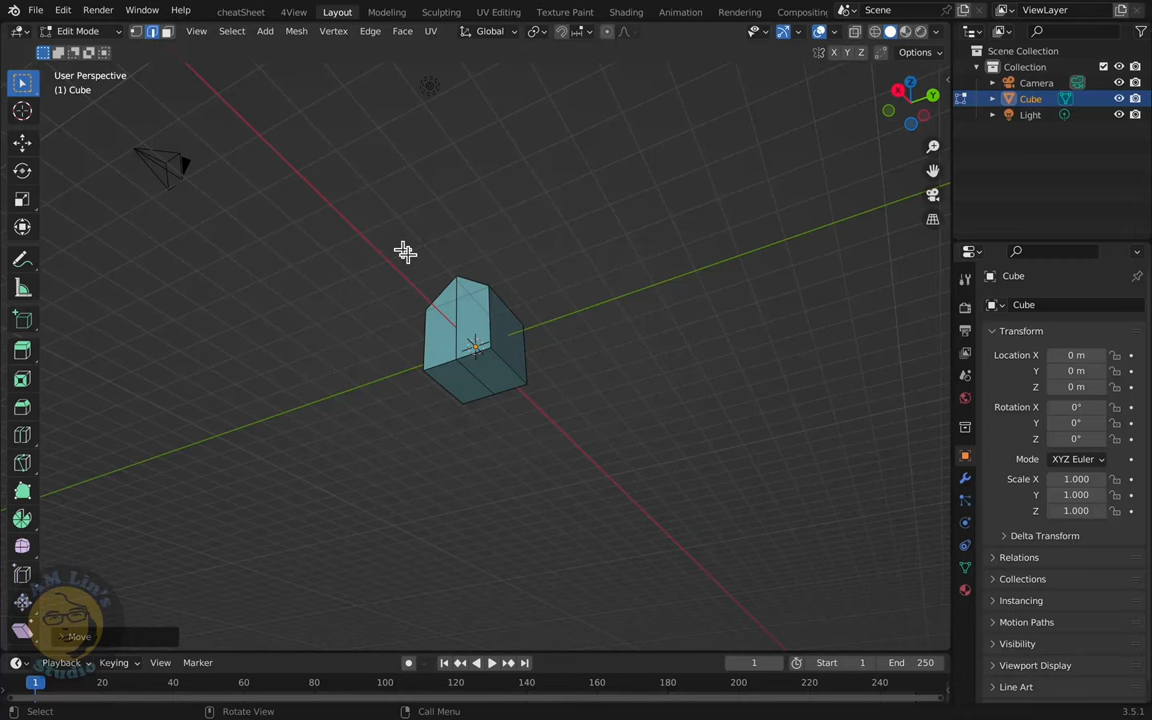 File Edit Render Window Help cheatSheet 4View Layout Modeling Sculpting UV Editing Texture Paint Shading Animation Rendering Compositing Scene ViewLayer
Edit Mode View Select Add Mesh Vertex Edge Face UV Global
X Y Z Options
User Perspective
(1) Cube
Z
X
Y
Scene Collection
Collection
Camera
Cube
Light
Cube
Cube
Transform
Location X 0 m
Y 0 m
Z 0 m
Rotation X 0°
Y 0°
Z 0°
Mode XYZ Euler
Scale X 1.000
Y 1.000
Z 1.000
Delta Transform
Relations
Collections
Instancing
Motion Paths
Visibility
Viewport Display
Line Art
AM Lin's
Studio
Move
Playback Keying View Marker 1 Start 1 End 250
1 20 40 60 80 100 120 140 160 180 200 220 240
Select Rotate View Call Menu 3.5.1